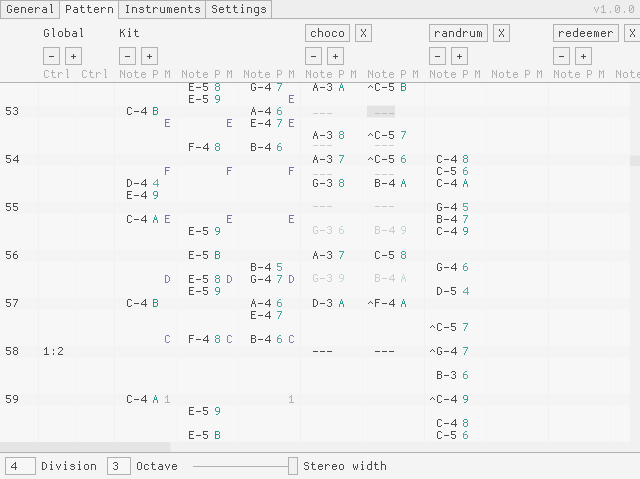 General Pattern Instruments Settings v1.0.0
Global Kit choco X randrum X redeemer X
− + − + − + − + − +
Ctrl Ctrl Note P M Note P M Note P M Note P M Note P M Note P M Note P M Note P M Note
E-5 8 G-4 7 A-3 A ^C-5 B
E-5 9 E
53 C-4 B A-4 6 --- ---
E E E-4 7 E
A-3 8 ^C-5 7
F-4 8 B-4 6 --- ---
54 A-3 7 ^C-5 6 C-4 8
F F F --- --- C-5 6
D-4 4 G-3 8 B-4 A C-4 A
E-4 9
55 --- --- G-4 5
C-4 A E E E B-4 7
E-5 9 G-3 6 B-4 9 C-4 9
56 E-5 B A-3 7 C-5 8
B-4 5 G-4 6
D E-5 8 D G-4 7 D G-3 9 B-4 A
E-5 9 D-5 4
57 C-4 B A-4 6 D-3 A ^F-4 A
E-4 7
^C-5 7
C F-4 8 C B-4 6 C
58 1:2 --- --- ^G-4 7
B-3 6
59 C-4 A 1 1 ^C-4 9
E-5 9
C-4 8
E-5 B C-5 6
4 Division 3 Octave Stereo width